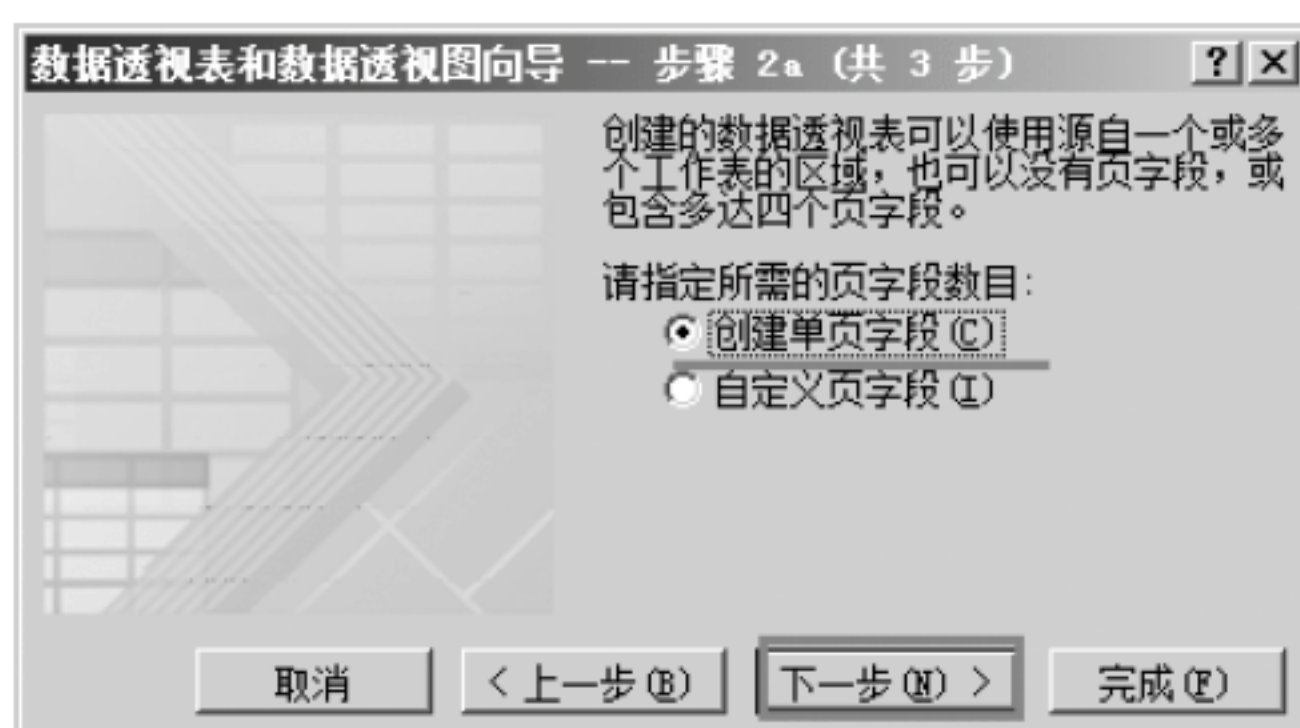 数据透视表和数据透视图向导 -- 步骤 2a (共 3 步)
创建的数据透视表可以使用源自一个或多
个工作表的区域，也可以没有页字段，或
包含多达四个页字段。
请指定所需的页字段数目：
创建单页字段(C)
自定义页字段(I)
取消
<上一步(B)
下一步(N) >
完成(F)